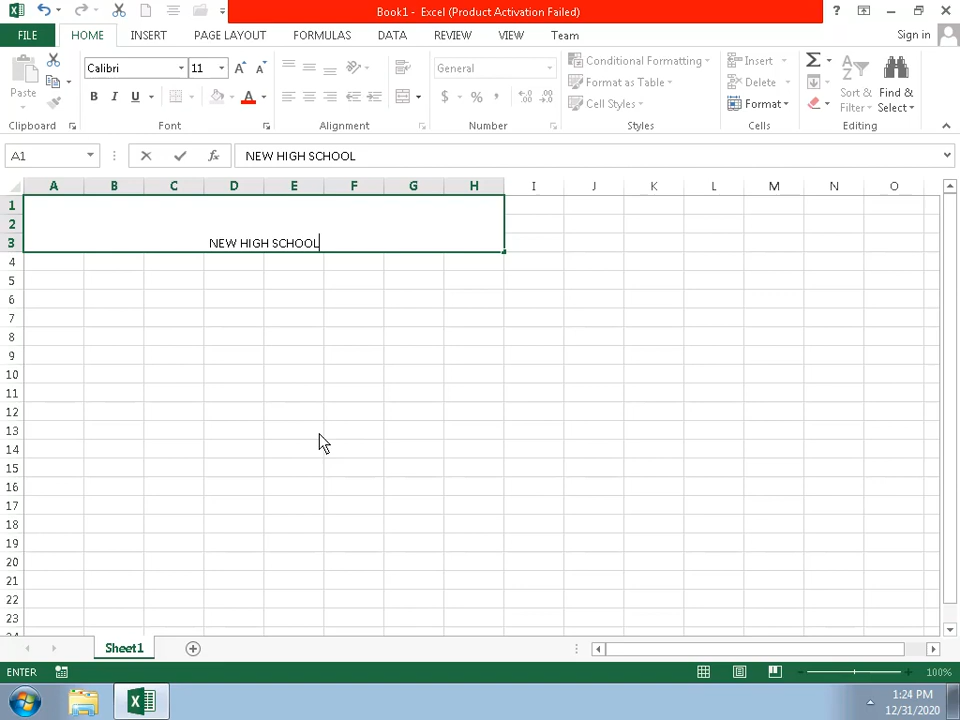 Book1 - Excel (Product Activation Failed)
?
FILE HOME INSERT PAGE LAYOUT FORMULAS DATA REVIEW VIEW Team Sign in
Paste
Calibri 11
B I U A
General
$ % ,
Conditional Formatting
Format as Table
Cell Styles
Insert
Delete
Format
Sort & Filter
Find & Select
Clipboard Font Alignment Number Styles Cells Editing
A1 fx NEW HIGH SCHOOL
A B C D E F G H I J K L M N O
1
2
3 NEW HIGH SCHOOL
4
5
6
7
8
9
10
11
12
13
14
15
16
17
18
19
20
21
22
23
24
Sheet1
ENTER 100%
1:24 PM
12/31/2020